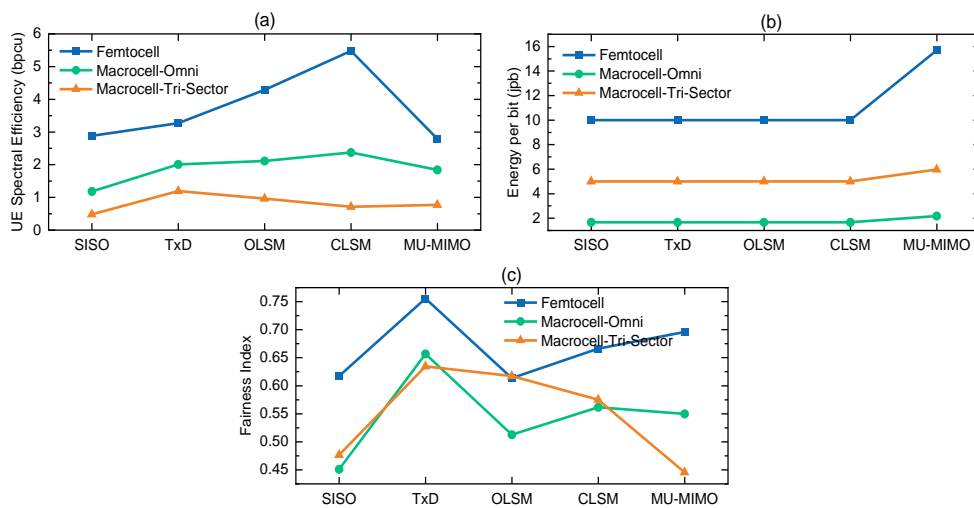 (a)
UE Spectral Efficiency (bpcu)
6
5
4
3
2
1
0
Femtocell
Macrocell-Omni
Macrocell-Tri-Sector
SISO TxD OLSM CLSM MU-MIMO
(b)
Energy per bit (jpb)
16
14
12
10
8
6
4
2
Femtocell
Macrocell-Omni
Macrocell-Tri-Sector
SISO TxD OLSM CLSM MU-MIMO
(c)
Fairness Index
0.75
0.70
0.65
0.60
0.55
0.50
0.45
Femtocell
Macrocell-Omni
Macrocell-Tri-Sector
SISO TxD OLSM CLSM MU-MIMO